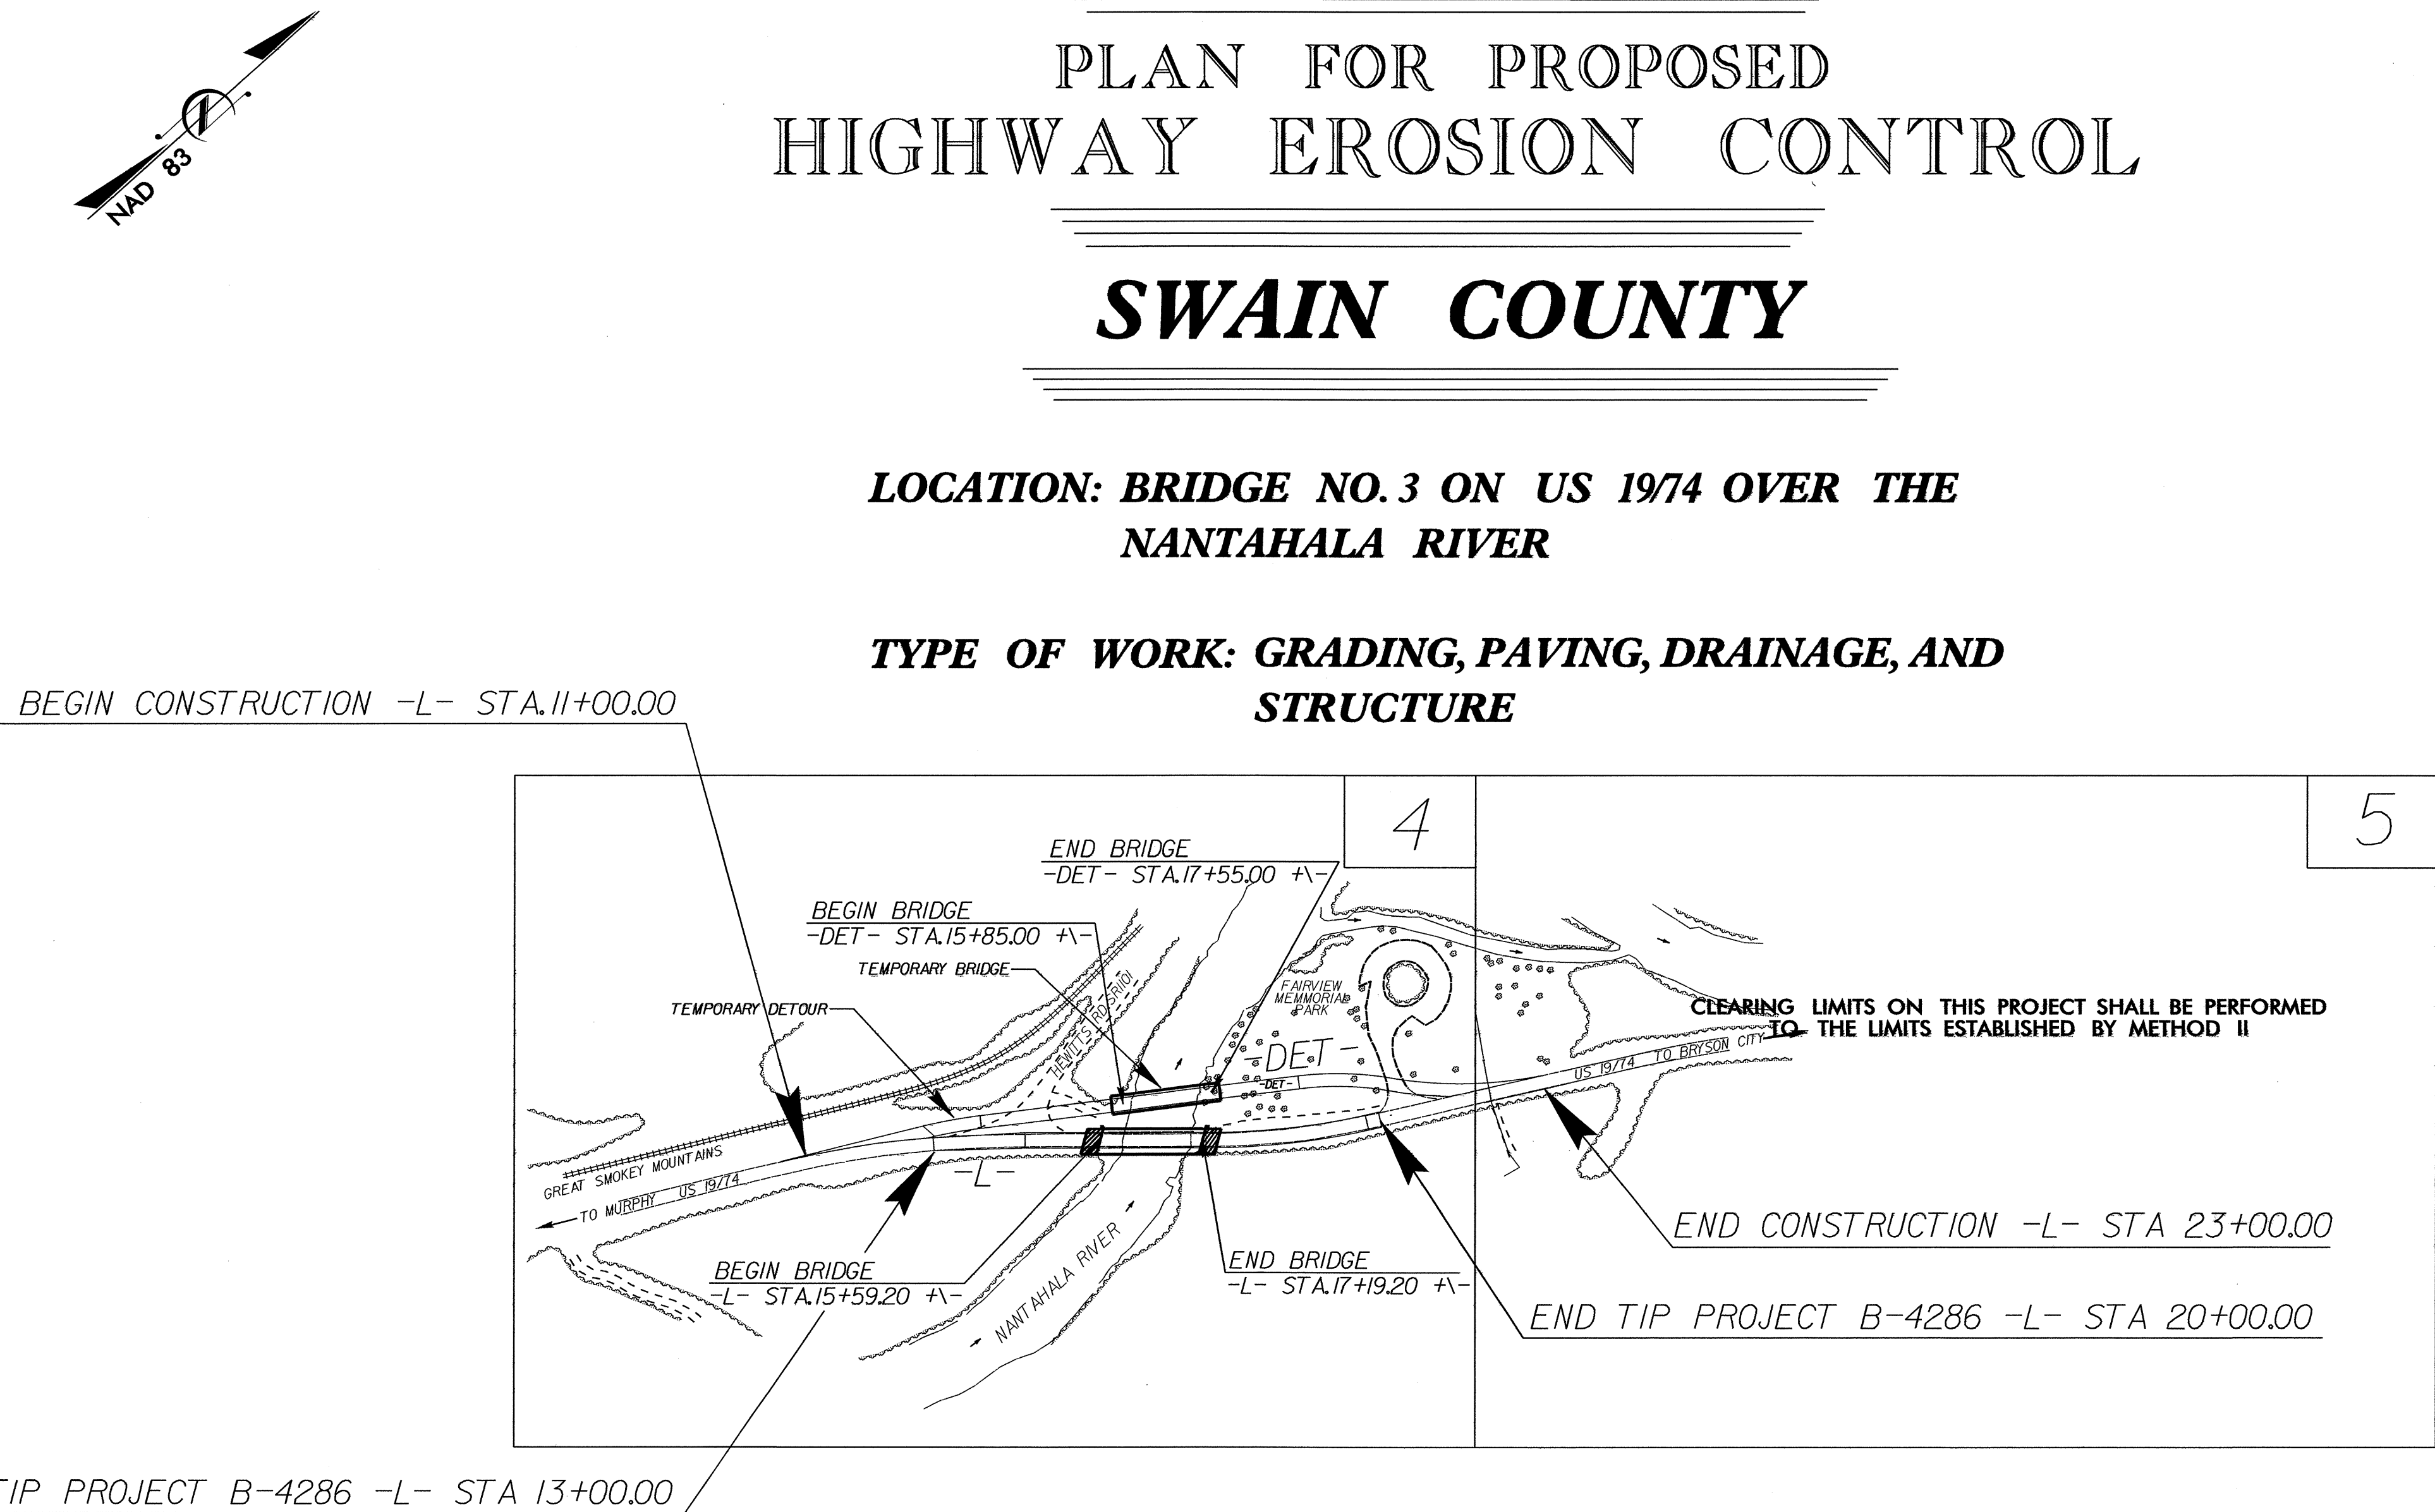 NAD 83
PLAN FOR PROPOSED
HIGHWAY EROSION CONTROL
SWAIN COUNTY
LOCATION: BRIDGE NO. 3 ON US 19/74 OVER THE
NANTAHALA RIVER
TYPE OF WORK: GRADING, PAVING, DRAINAGE, AND
STRUCTURE
BEGIN CONSTRUCTION -L- STA. 11+00.00
4
5
END BRIDGE
-DET- STA. 17+55.00 +\-
BEGIN BRIDGE
-DET- STA. 15+85.00 +\-
TEMPORARY BRIDGE
TEMPORARY DETOUR
HEWITTS RD SR1101
FAIRVIEW
MEMMORIAL
PARK
CLEARING LIMITS ON THIS PROJECT SHALL BE PERFORMED
TO THE LIMITS ESTABLISHED BY METHOD II
-DET-
-DET-
US 19/74 TO BRYSON CITY
GREAT SMOKEY MOUNTAINS
TO MURPHY US 19/74
-L-
NANTAHALA RIVER
BEGIN BRIDGE
-L- STA. 15+59.20 +\-
END BRIDGE
-L- STA. 17+19.20 +\-
END CONSTRUCTION -L- STA 23+00.00
END TIP PROJECT B-4286 -L- STA 20+00.00
TIP PROJECT B-4286 -L- STA 13+00.00